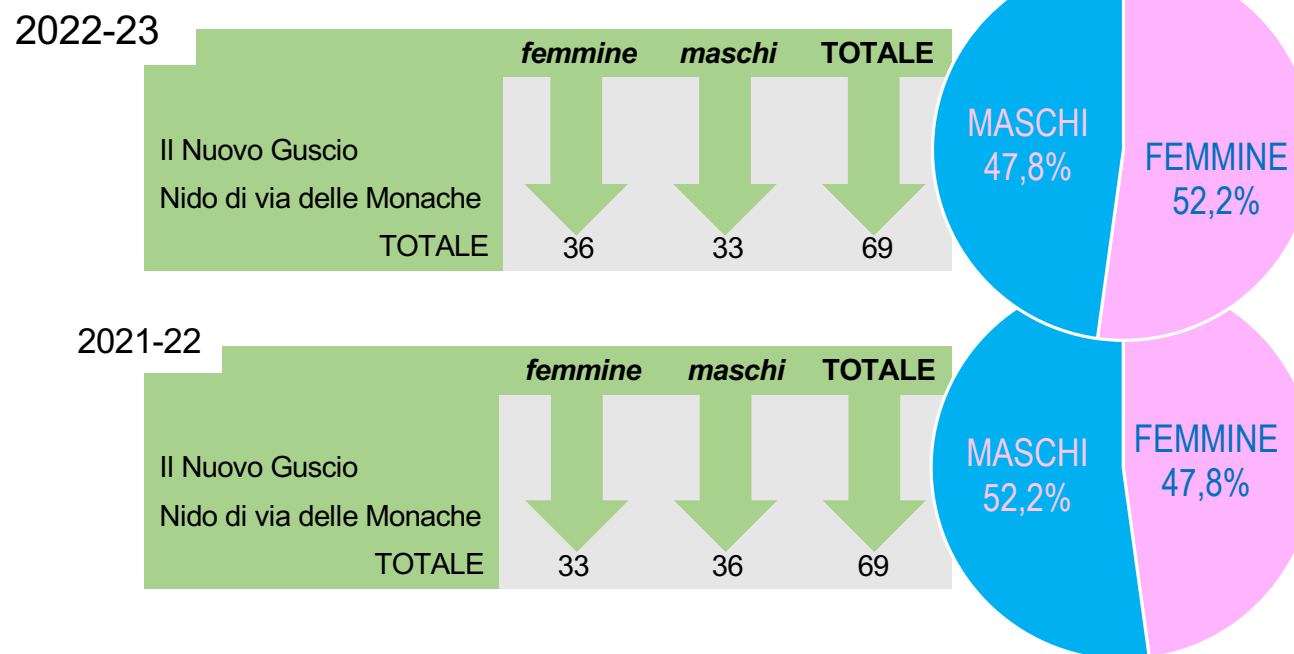 2022-23
femmine maschi TOTALE
Il Nuovo Guscio
Nido di via delle Monache
TOTALE 36 33 69
MASCHI
47,8%
FEMMINE
52,2%
2021-22
femmine maschi TOTALE
Il Nuovo Guscio
Nido di via delle Monache
TOTALE 33 36 69
MASCHI
52,2%
FEMMINE
47,8%